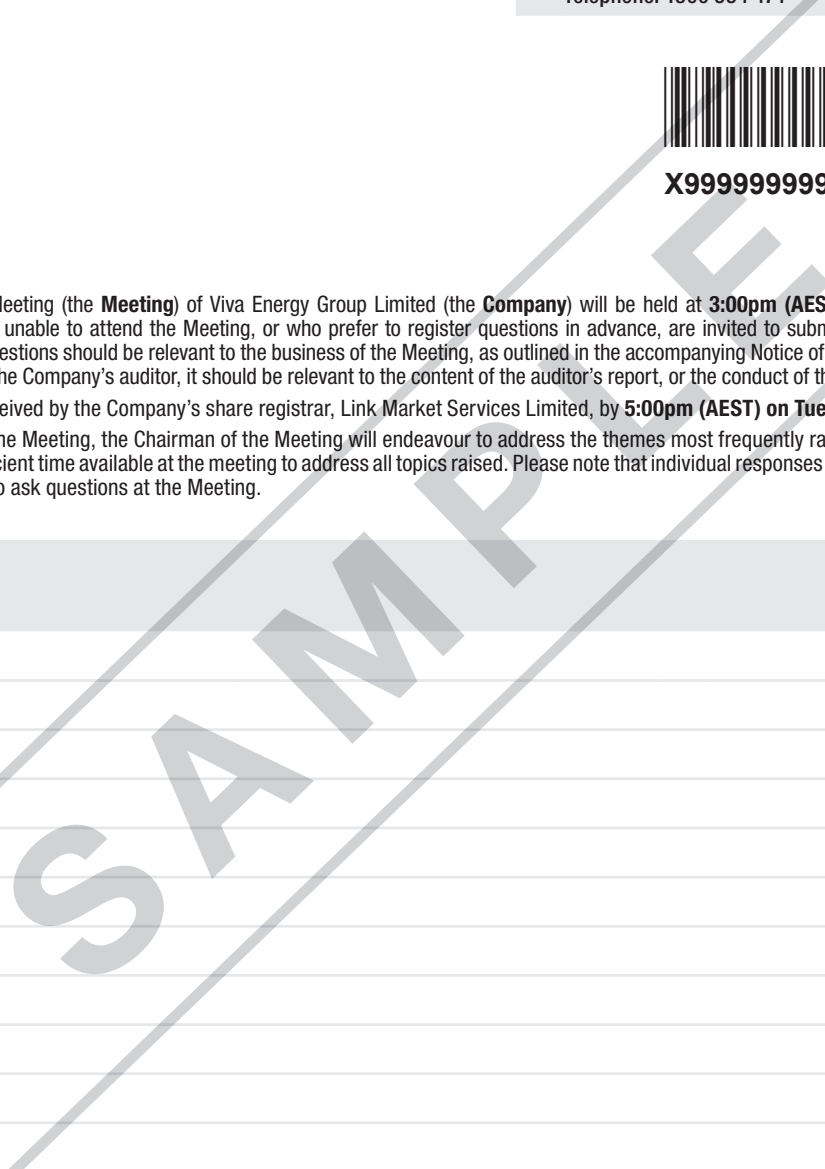 X999999999
Meeting (the Meeting) of Viva Energy Group Limited (the Company) will be held at 3:00pm (AES
unable to attend the Meeting, or who prefer to register questions in advance, are invited to subm
estions should be relevant to the business of the Meeting, as outlined in the accompanying Notice of
he Company's auditor, it should be relevant to the content of the auditor's report, or the conduct of th
eived by the Company's share registrar, Link Market Services Limited, by 5:00pm (AEST) on Tue
he Meeting, the Chairman of the Meeting will endeavour to address the themes most frequently ra
cient time available at the meeting to address all topics raised. Please note that individual responses
o ask questions at the Meeting.
SAMPLE